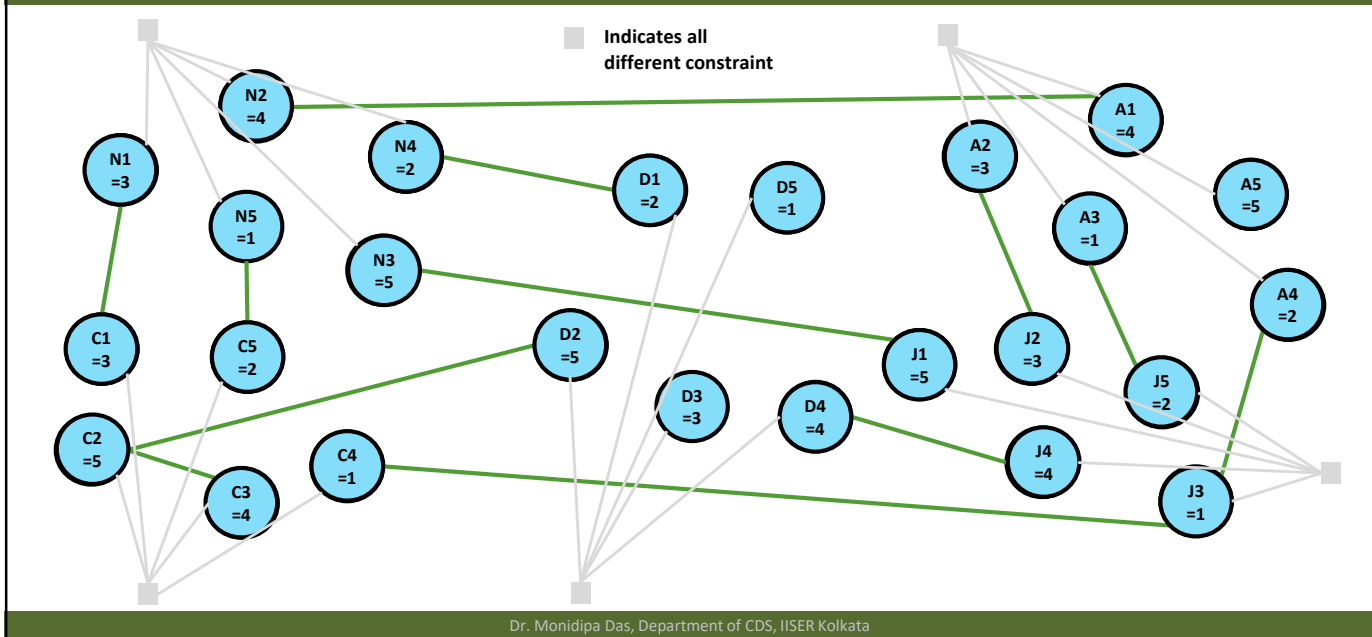 Indicates all
different constraint
N2
=4
A1
=4
N1
=3
N4
=2
A2
=3
D1
=2
D5
=1
A5
=5
N5
=1
A3
=1
N3
=5
A4
=2
C1
=3
C5
=2
D2
=5
J1
=5
J2
=3
J5
=2
D3
=3
D4
=4
C2
=5
C4
=1
J4
=4
C3
=4
J3
=1
Dr. Monidipa Das, Department of CDS, IISER Kolkata